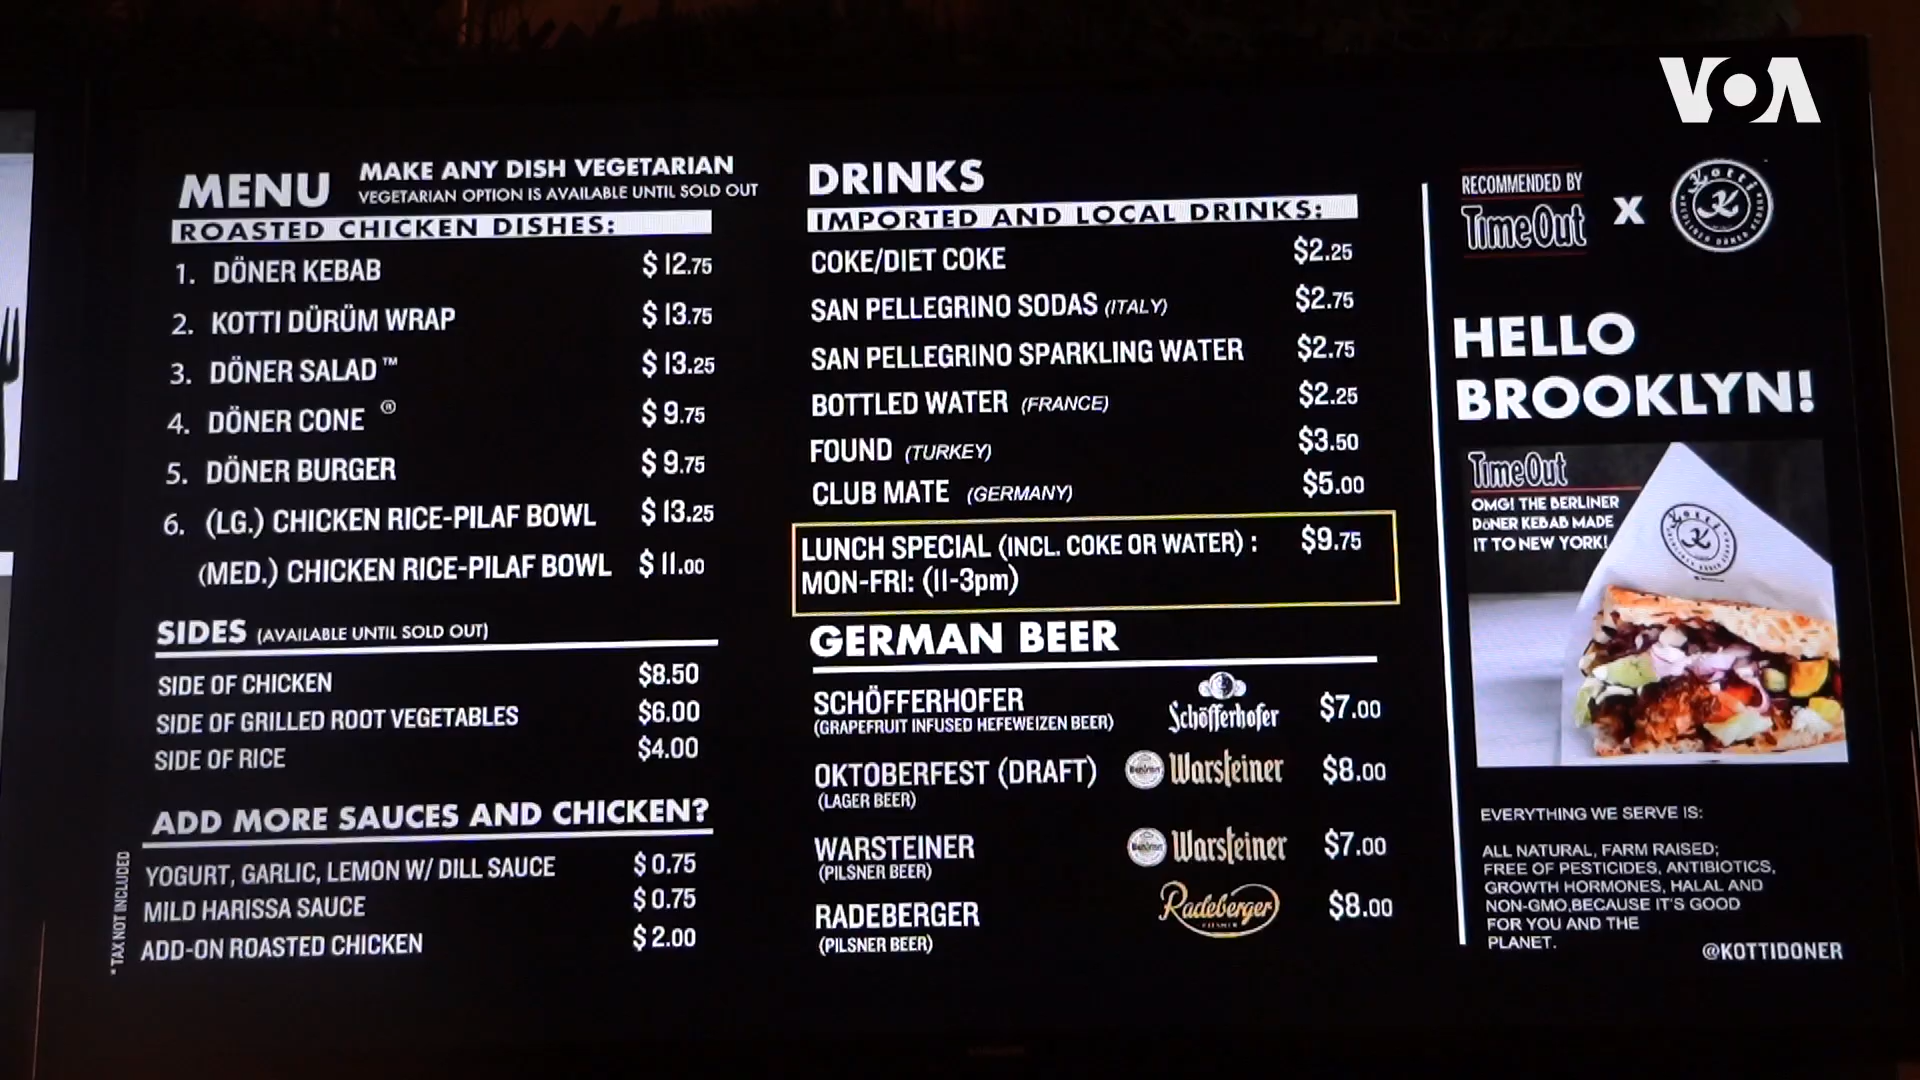 VOA
MENU
MAKE ANY DISH VEGETARIAN
VEGETARIAN OPTION IS AVAILABLE UNTIL SOLD OUT
ROASTED CHICKEN DISHES:
1. DÖNER KEBAB $12.75
2. KOTTI DÜRÜM WRAP $13.75
3. DÖNER SALAD™ $13.25
4. DÖNER CONE ® $9.75
5. DÖNER BURGER $9.75
6. (LG.) CHICKEN RICE-PILAF BOWL $13.25
(MED.) CHICKEN RICE-PILAF BOWL $11.00
SIDES (AVAILABLE UNTIL SOLD OUT)
SIDE OF CHICKEN $8.50
SIDE OF GRILLED ROOT VEGETABLES $6.00
SIDE OF RICE $4.00
ADD MORE SAUCES AND CHICKEN?
YOGURT, GARLIC, LEMON W/ DILL SAUCE $0.75
MILD HARISSA SAUCE $0.75
ADD-ON ROASTED CHICKEN $2.00
*TAX NOT INCLUDED
DRINKS
IMPORTED AND LOCAL DRINKS:
COKE/DIET COKE $2.25
SAN PELLEGRINO SODAS (ITALY) $2.75
SAN PELLEGRINO SPARKLING WATER $2.75
BOTTLED WATER (FRANCE) $2.25
FOUND (TURKEY) $3.50
CLUB MATE (GERMANY) $5.00
LUNCH SPECIAL (INCL. COKE OR WATER) : $9.75
MON-FRI: (11-3pm)
GERMAN BEER
SCHÖFFERHOFER Schöfferhofer $7.00
(GRAPEFRUIT INFUSED HEFEWEIZEN BEER)
OKTOBERFEST (DRAFT) Warsteiner $8.00
(LAGER BEER)
WARSTEINER Warsteiner $7.00
(PILSNER BEER)
RADEBERGER Radeberger $8.00
(PILSNER BEER)
RECOMMENDED BY
TimeOut X Kotti
K
HELLO
BROOKLYN!
TimeOut
OMG! THE BERLINER
DöNER KEBAB MADE
IT TO NEW YORK!
Kotti
K
EVERYTHING WE SERVE IS:
ALL NATURAL, FARM RAISED;
FREE OF PESTICIDES, ANTIBIOTICS,
GROWTH HORMONES, HALAL AND
NON-GMO,BECAUSE IT'S GOOD
FOR YOU AND THE
PLANET.
@KOTTIDONER